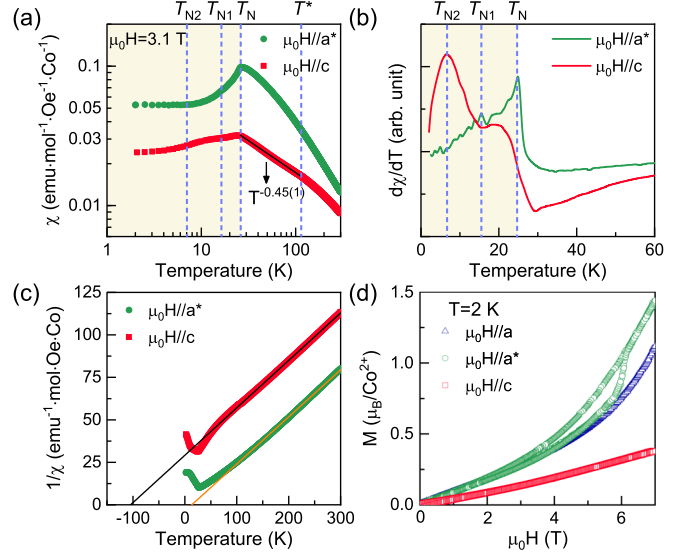 (a) T_N2 T_N1 T_N T*
μ₀H=3.1 T
μ₀H//a*
μ₀H//c
T^-0.45(1)
0.1
0.05
0.03
0.01
χ (emu·mol⁻¹·Oe⁻¹·Co⁻¹)
1 10 100
Temperature (K)
(b) T_N2 T_N1 T_N
μ₀H//a*
μ₀H//c
dχ/dT (arb. unit)
0 20 40 60
Temperature (K)
(c)
μ₀H//a*
μ₀H//c
125
100
75
50
25
0
1/χ (emu⁻¹·mol·Oe·Co)
-100 0 100 200 300
Temperature (K)
(d)
T=2 K
μ₀H//a
μ₀H//a*
μ₀H//c
1.5
1.0
0.5
0.0
M (μ_B/Co²⁺)
0 2 4 6
μ₀H (T)